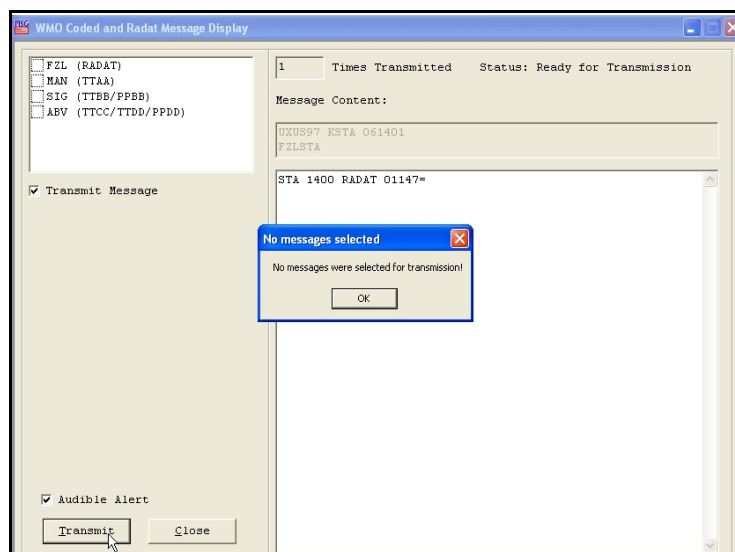 MSG WMO Coded and Radat Message Display
FZL (RADAT)
MAN (TTAA)
SIG (TTBB/PPBB)
ABV (TTCC/TTDD/PPDD)
Transmit Message
1 Times Transmitted Status: Ready for Transmission
Message Content:
UXUS97 KSTA 061401
FZLSTA
STA 1400 RADAT 01147=
No messages selected
No messages were selected for transmission!
OK
Audible Alert
Transmit Close